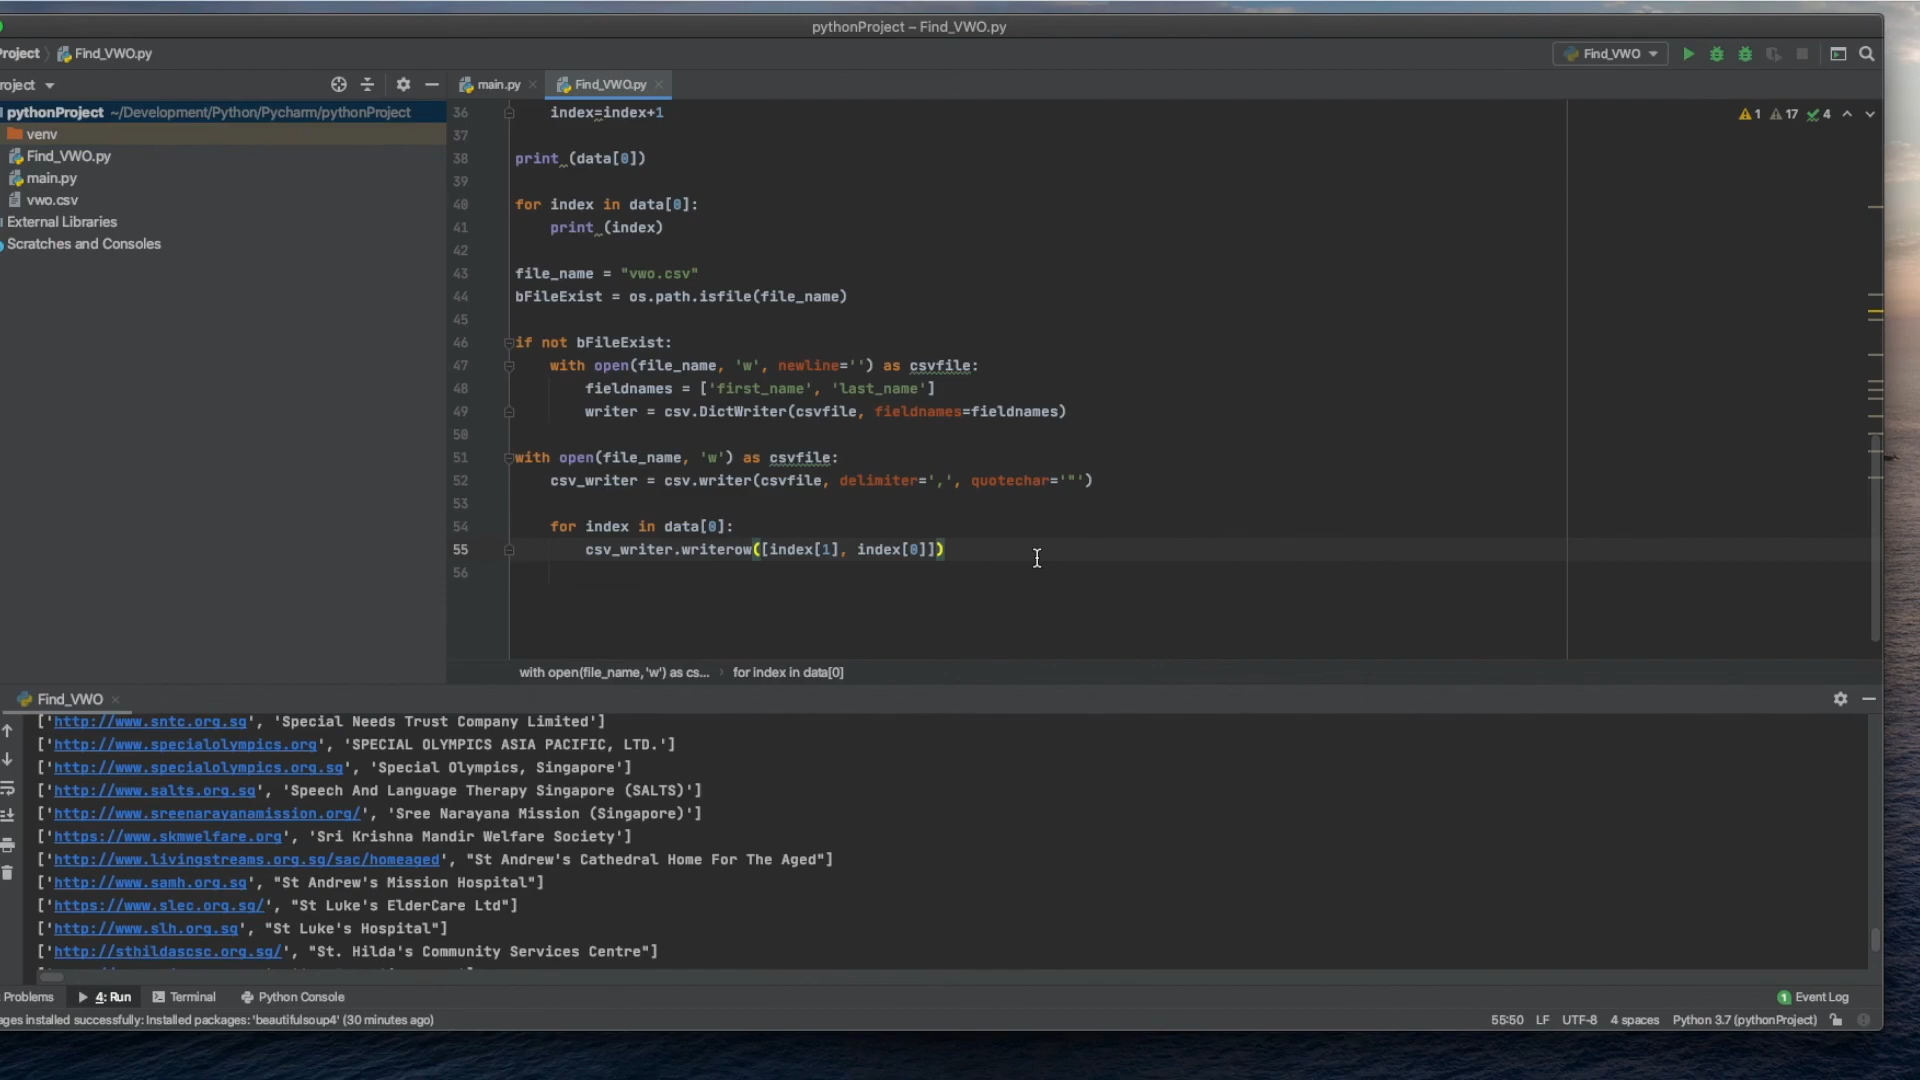 pythonProject – Find_VWO.py
Project
Find_VWO.py
Find_VWO
Project
main.py
Find_VWO.py
pythonProject ~/Development/Python/Pycharm/pythonProject
venv
Find_VWO.py
main.py
vwo.csv
External Libraries
Scratches and Consoles
1 17 4
36 index=index+1
37
38 print (data[0])
39
40 for index in data[0]:
41 print (index)
42
43 file_name = "vwo.csv"
44 bFileExist = os.path.isfile(file_name)
45
46 if not bFileExist:
47 with open(file_name, 'w', newline='') as csvfile:
48 fieldnames = ['first_name', 'last_name']
49 writer = csv.DictWriter(csvfile, fieldnames=fieldnames)
50
51 with open(file_name, 'w') as csvfile:
52 csv_writer = csv.writer(csvfile, delimiter=',', quotechar='"')
53
54 for index in data[0]:
55 csv_writer.writerow([index[1], index[0]])
56
with open(file_name, 'w') as cs... › for index in data[0]
Find_VWO
['http://www.sntc.org.sg', 'Special Needs Trust Company Limited']
['http://www.specialolympics.org', 'SPECIAL OLYMPICS ASIA PACIFIC, LTD.']
['http://www.specialolympics.org.sg', 'Special Olympics, Singapore']
['http://www.salts.org.sg', 'Speech And Language Therapy Singapore (SALTS)']
['http://www.sreenarayanamission.org/', 'Sree Narayana Mission (Singapore)']
['https://www.skmwelfare.org', 'Sri Krishna Mandir Welfare Society']
['http://www.livingstreams.org.sg/sac/homeaged', "St Andrew's Cathedral Home For The Aged"]
['http://www.samh.org.sg', "St Andrew's Mission Hospital"]
['https://www.slec.org.sg/', "St Luke's ElderCare Ltd"]
['http://www.slh.org.sg', "St Luke's Hospital"]
['http://sthildascsc.org.sg/', "St. Hilda's Community Services Centre"]
Problems
4: Run
Terminal
Python Console
1 Event Log
ages installed successfully: Installed packages: 'beautifulsoup4' (30 minutes ago)
55:50 LF UTF-8 4 spaces Python 3.7 (pythonProject)